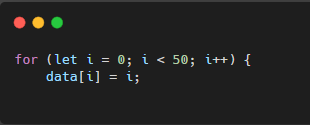 for (let i = 0; i < 50; i++) {
    data[i] = i;